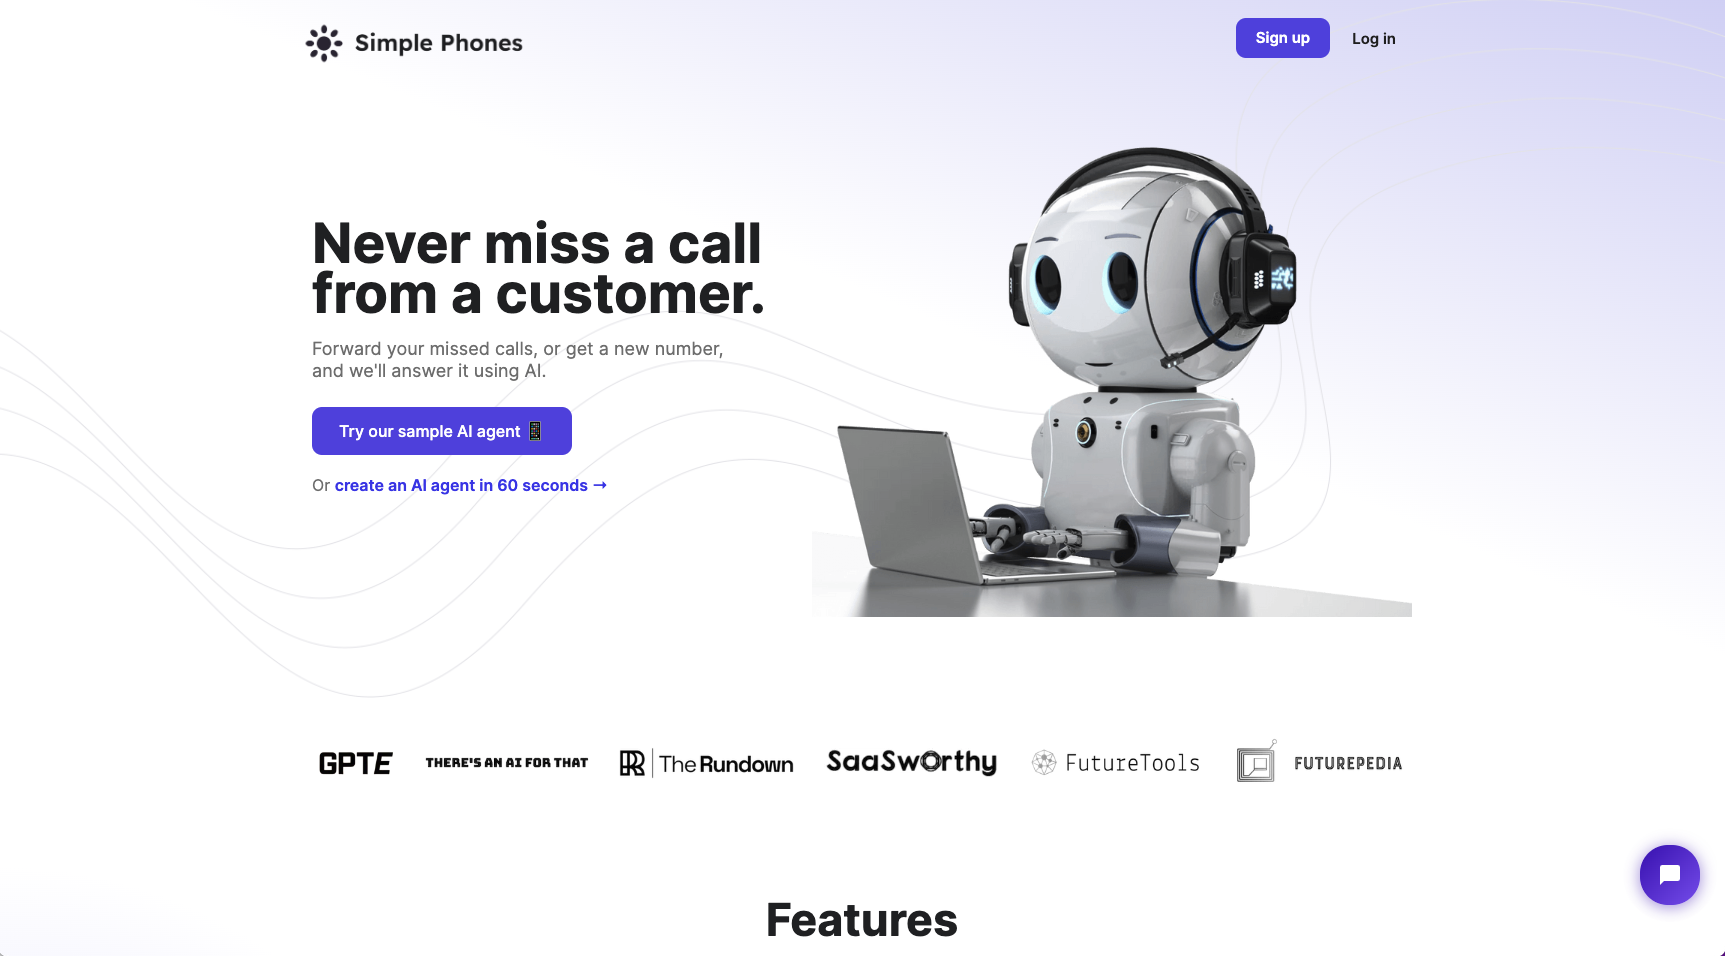 Simple Phones
Sign up
Log in
Never miss a call
from a customer.
Forward your missed calls, or get a new number,
and we'll answer it using AI.
Try our sample AI agent 📱
Or create an AI agent in 60 seconds →
GPTE
THERE'S AN AI FOR THAT
The Rundown
SaaSworthy
FutureTools
FUTUREPEDIA
Features